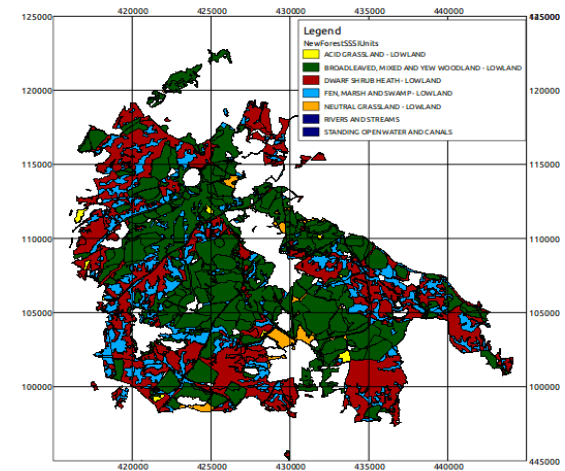 420000 425000 430000 435000 440000 445000
125000 125000
Legend
NewForestSSSIUnits
ACID GRASSLAND - LOWLAND
BROADLEAVED, MIXED AND YEW WOODLAND - LOWLAND
DWARF SHRUB HEATH - LOWLAND
FEN, MARSH AND SWAMP - LOWLAND
NEUTRAL GRASSLAND - LOWLAND
RIVERS AND STREAMS
STANDING OPEN WATER AND CANALS
120000 120000
115000 115000
110000 110000
105000 105000
100000 100000
420000 425000 430000 435000 440000 445000